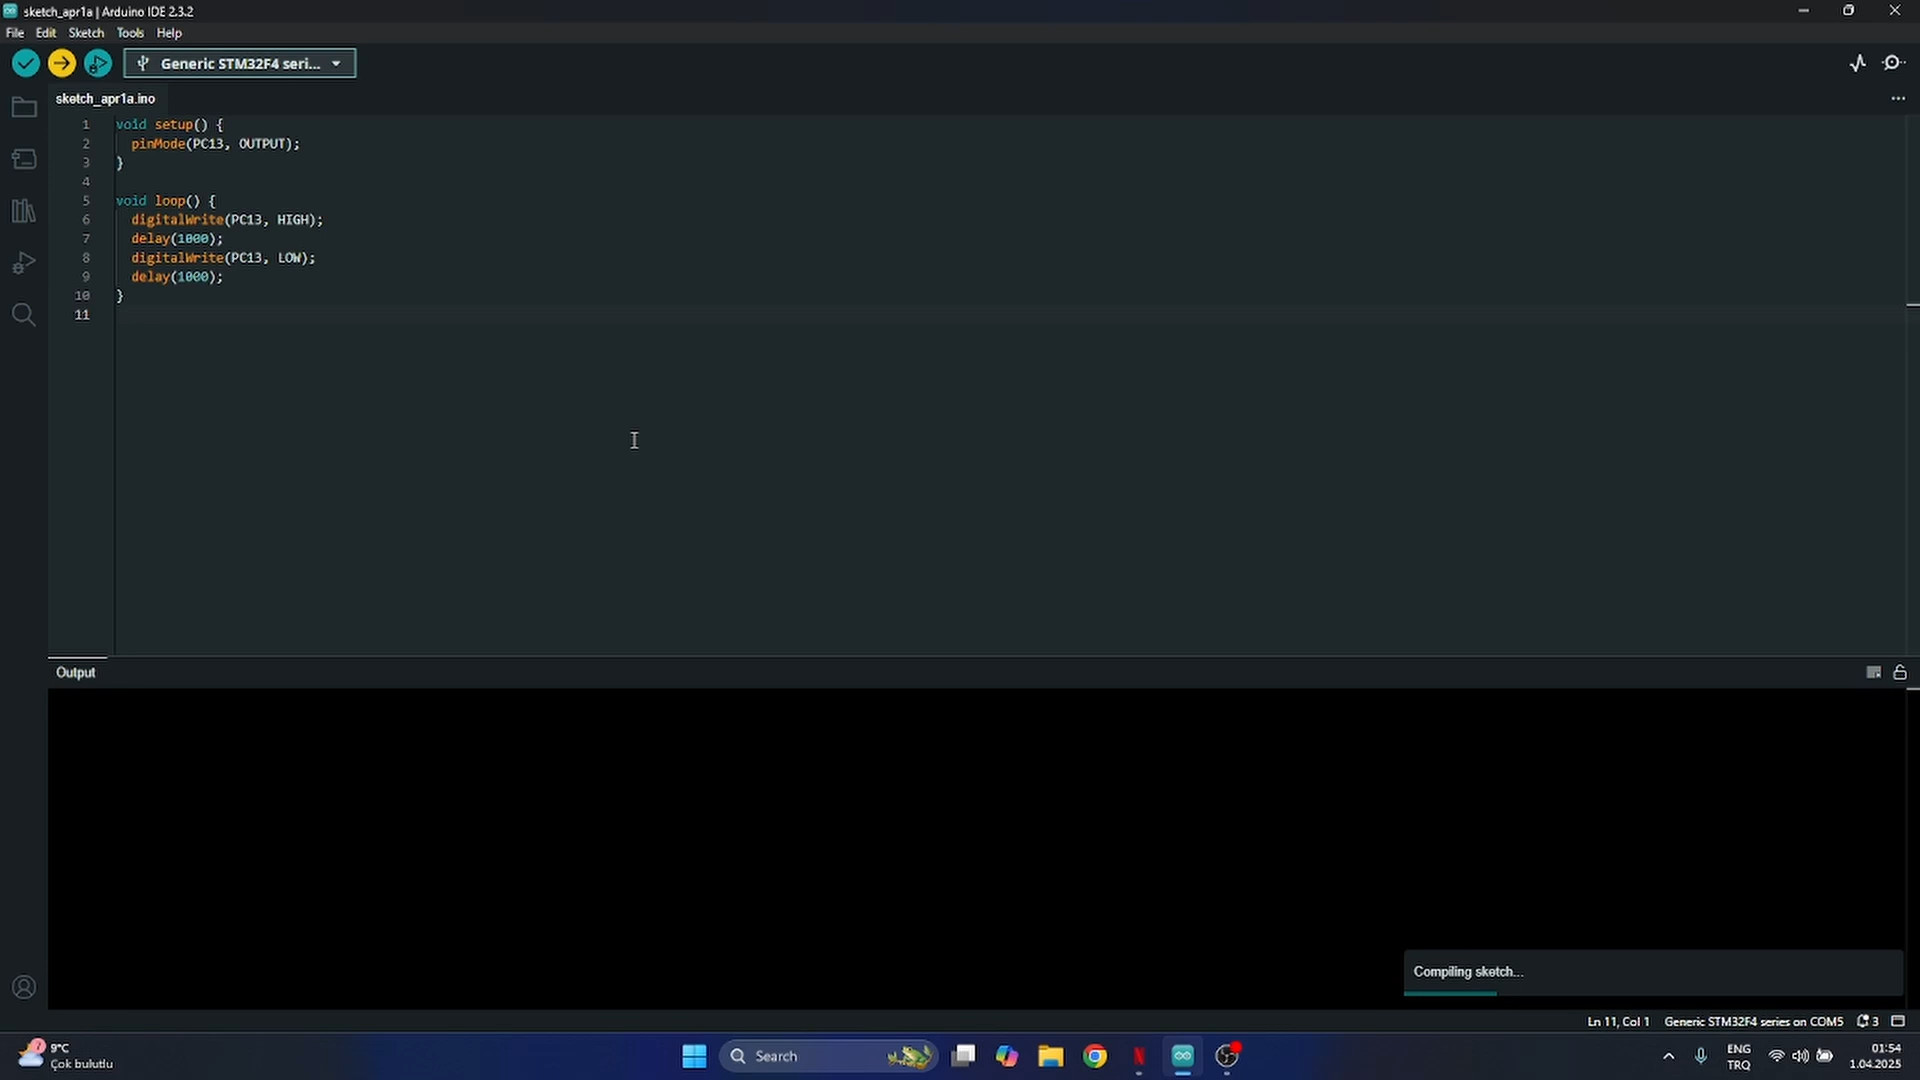 sketch_apr1a | Arduino IDE 2.3.2
File Edit Sketch Tools Help
Generic STM32F4 seri...
sketch_apr1a.ino
1 void setup() {
2 pinMode(PC13, OUTPUT);
3 }
4
5 void loop() {
6 digitalWrite(PC13, HIGH);
7 delay(1000);
8 digitalWrite(PC13, LOW);
9 delay(1000);
10 }
11
Output
Compiling sketch...
Ln 11, Col 1 Generic STM32F4 series on COM5 3
9°C
Çok bulutlu
Search
ENG
TRQ
01:54
1.04.2025